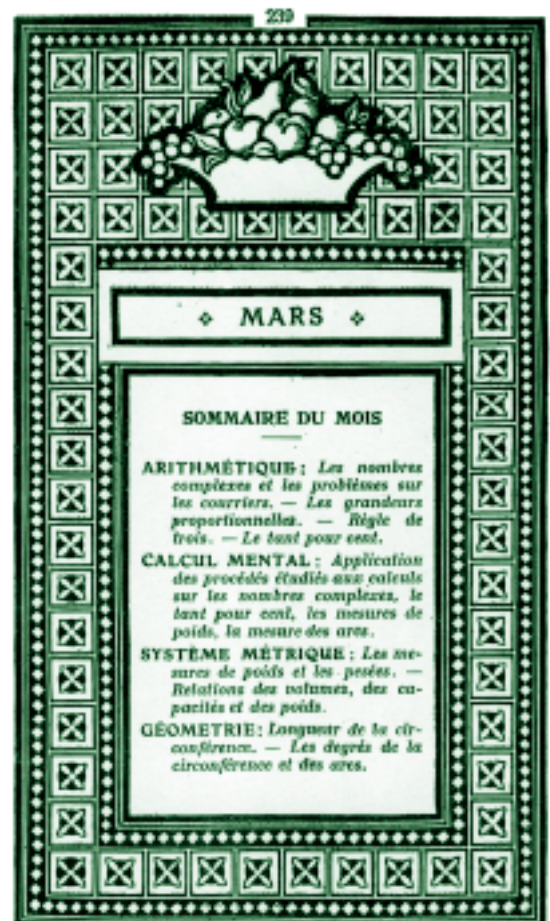 239
MARS
SOMMAIRE DU MOIS
ARITHMÉTIQUE : Les nombres
complexes et les problèmes sur
les courriers. — Les grandeurs
proportionnelles. — Règle de
trois. — Le tant pour cent.
CALCUL MENTAL : Application
des procédés étudiés aux calculs
sur les nombres complexes, le
tant pour cent, les mesures de
poids, la mesure des arcs.
SYSTÈME MÉTRIQUE : Les me-
sures de poids et les pesées. —
Relations des volumes, des ca-
pacités et des poids.
GÉOMETRIE : Longueur de la cir-
conférence. — Les degrés de la
circonférence et des arcs.